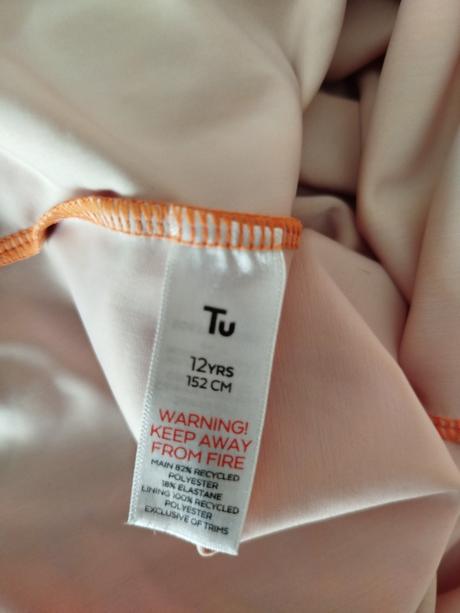 Tu
12YRS
152 CM
WARNING!
KEEP AWAY
FROM FIRE
MAIN 82% RECYCLED
POLYESTER
18% ELASTANE
LINING 100% RECYCLED
POLYESTER
EXCLUSIVE OF TRIMS